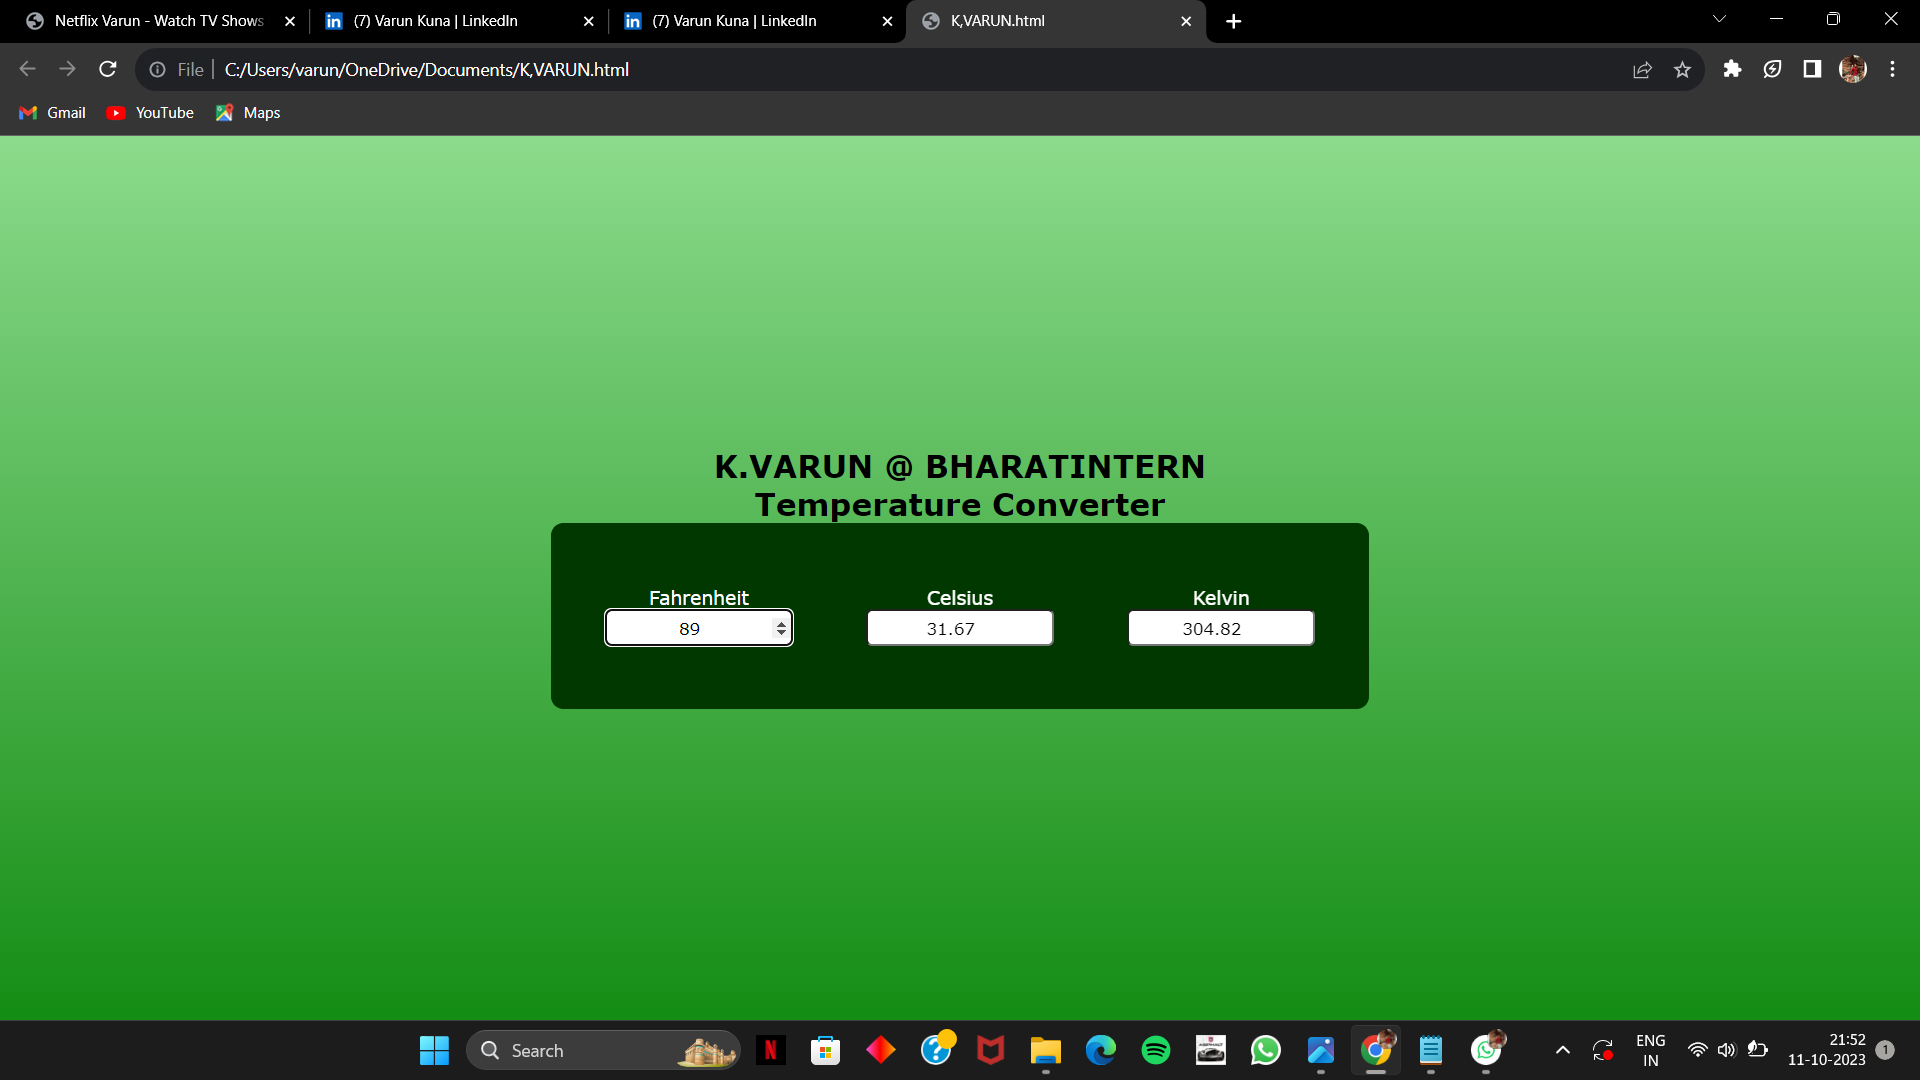 Netflix Varun - Watch TV Shows
(7) Varun Kuna | LinkedIn
(7) Varun Kuna | LinkedIn
K,VARUN.html
File
C:/Users/varun/OneDrive/Documents/K,VARUN.html
Gmail
YouTube
Maps
K.VARUN @ BHARATINTERN
Temperature Converter
Fahrenheit
Celsius
Kelvin
89
31.67
304.82
Search
ENG
IN
21:52
11-10-2023
1